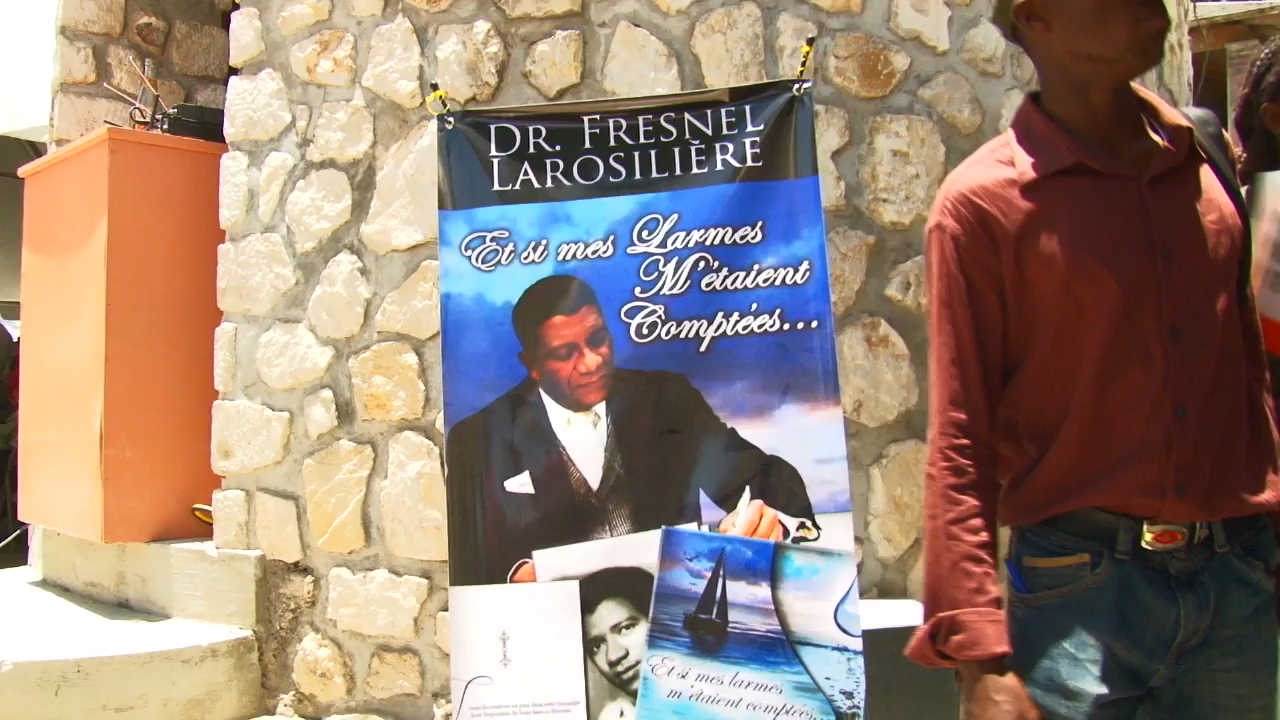 DR. FRESNEL
LAROSILIÈRE
Et si mes Larmes
M'étaient
Comptées...
Et si mes larmes
m'étaient comptées...